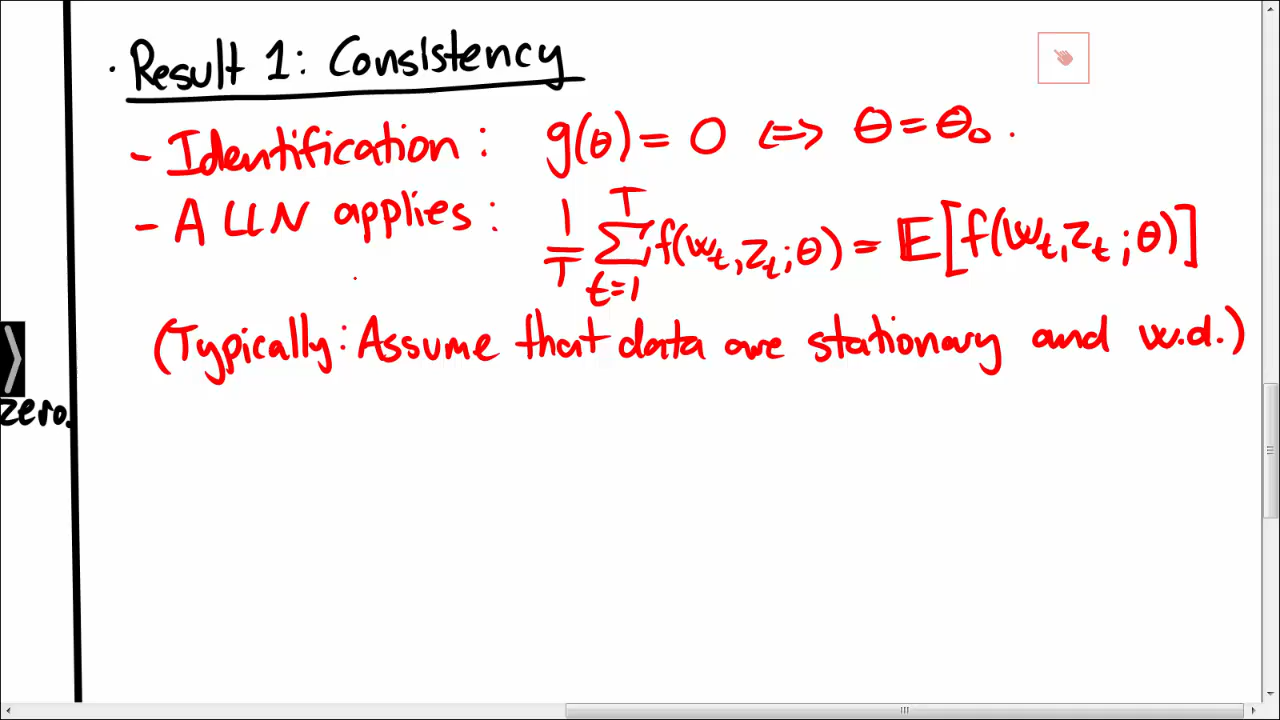 · Result 1: Consistency
- Identification: g(θ) = 0 <=> θ = θ₀.
- A LLN applies: 1/T ∑_{t=1}^{T} f(w_t, z_t; θ) = 𝔼[f(w_t, z_t; θ)]
(Typically: Assume that data are stationary and w.d.)
zero.